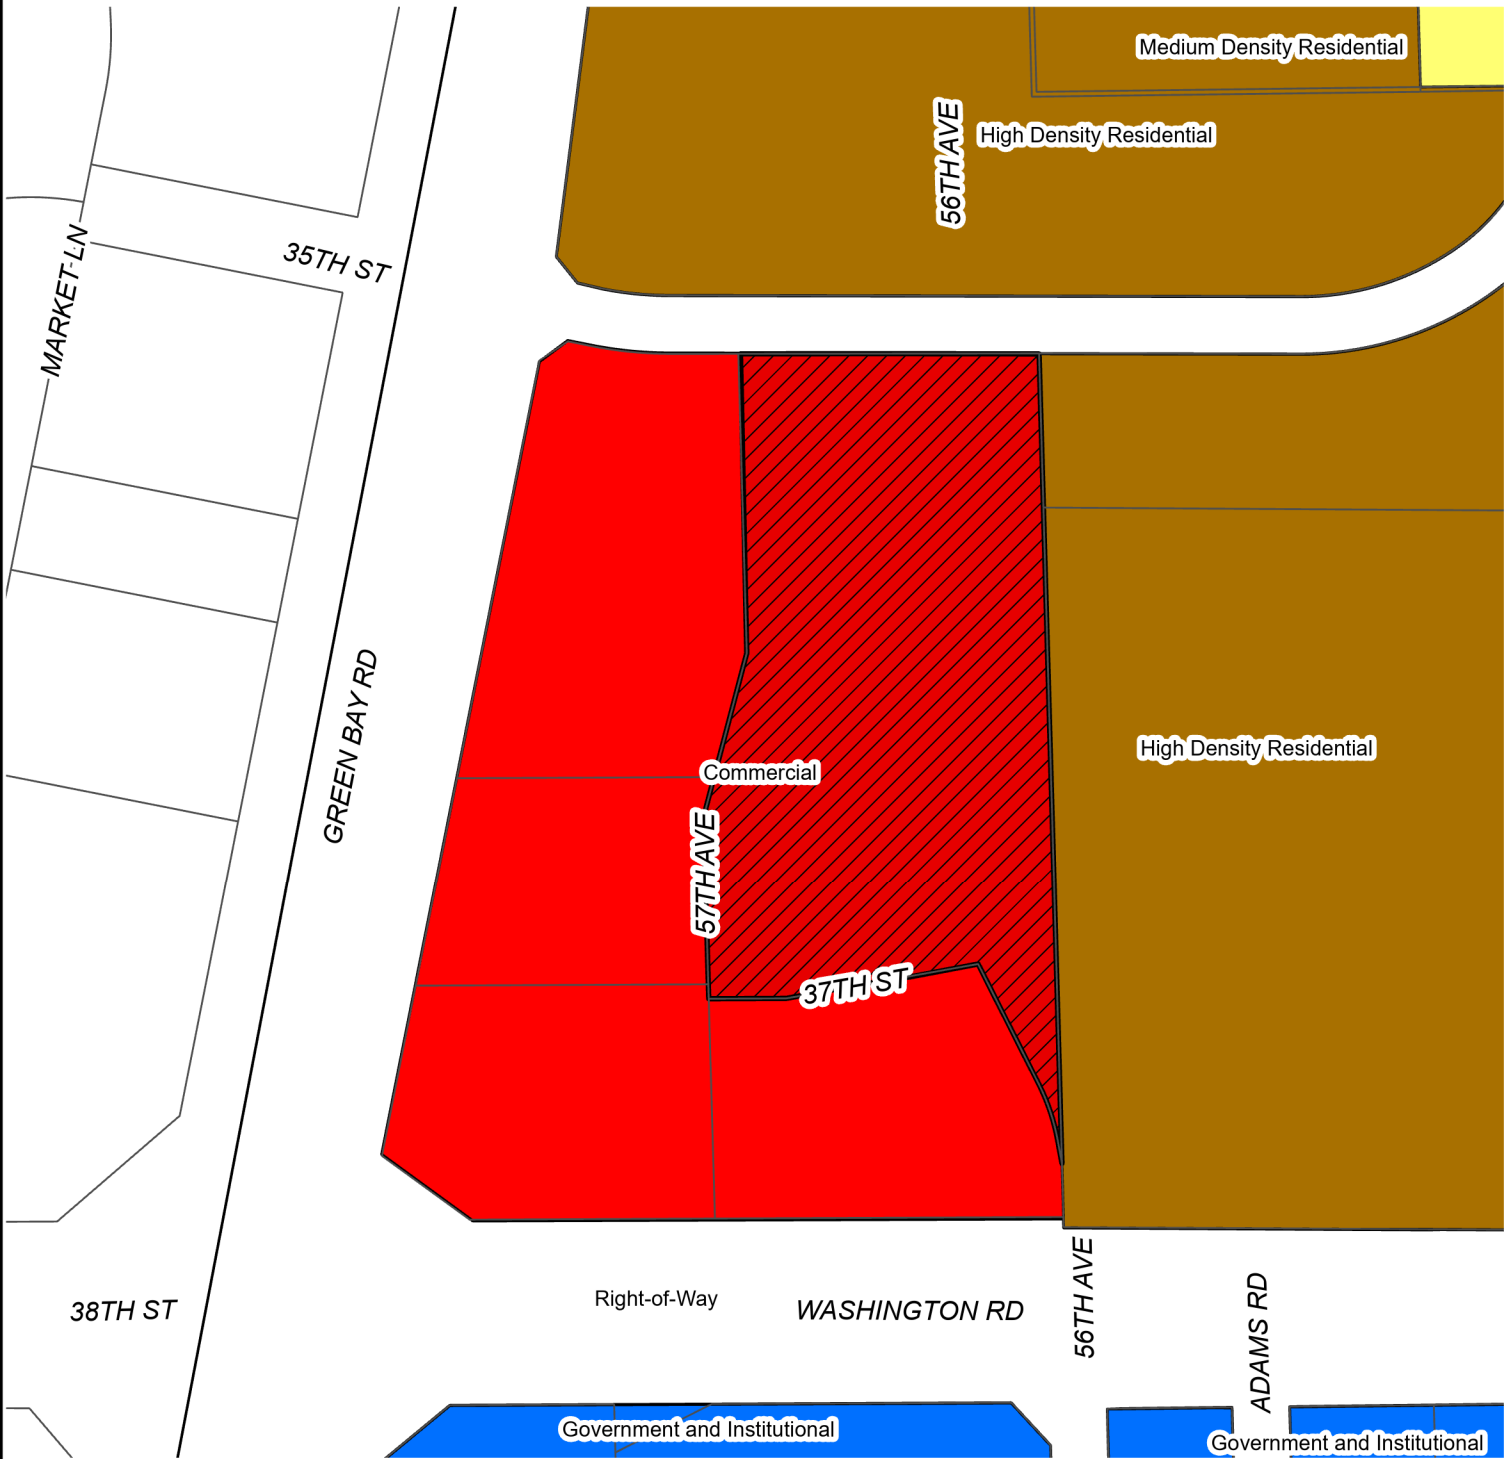 Medium Density Residential
56TH AVE
High Density Residential
35TH ST
MARKET LN
GREEN BAY RD
High Density Residential
Commercial
57TH AVE
37TH ST
Right-of-Way
38TH ST
WASHINGTON RD
56TH AVE
ADAMS RD
Government and Institutional
Government and Institutional